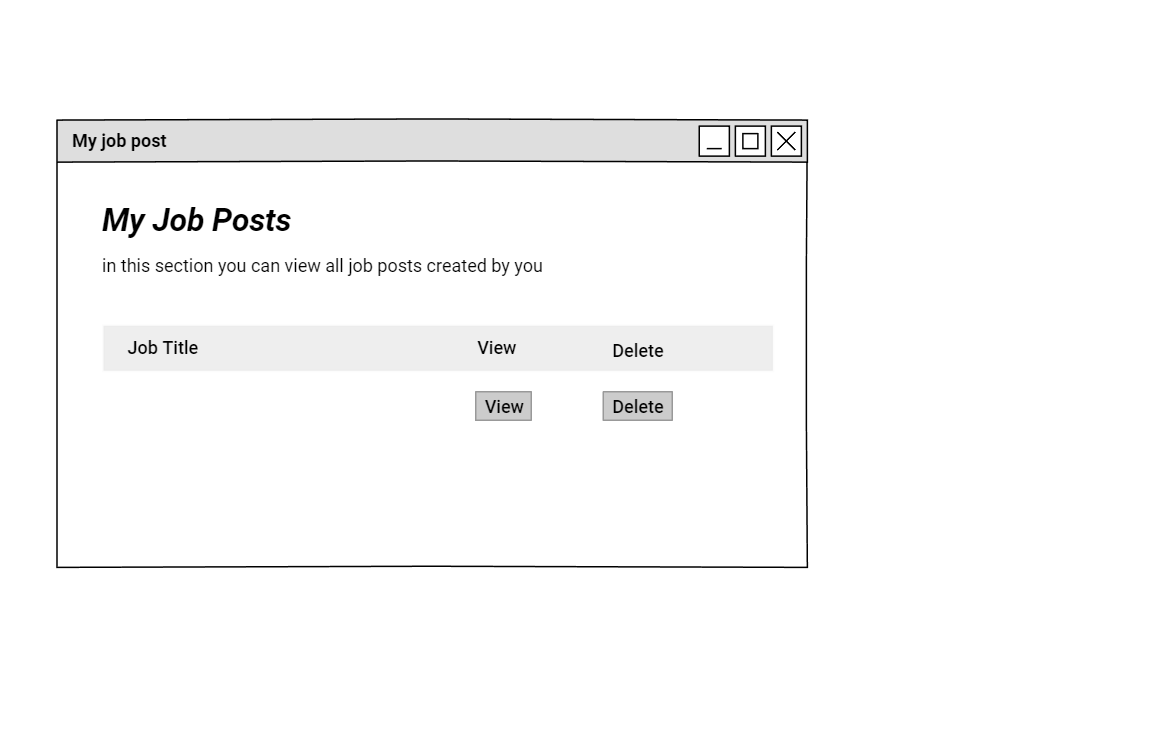 My job post
My Job Posts
in this section you can view all job posts created by you
Job Title View Delete
View Delete